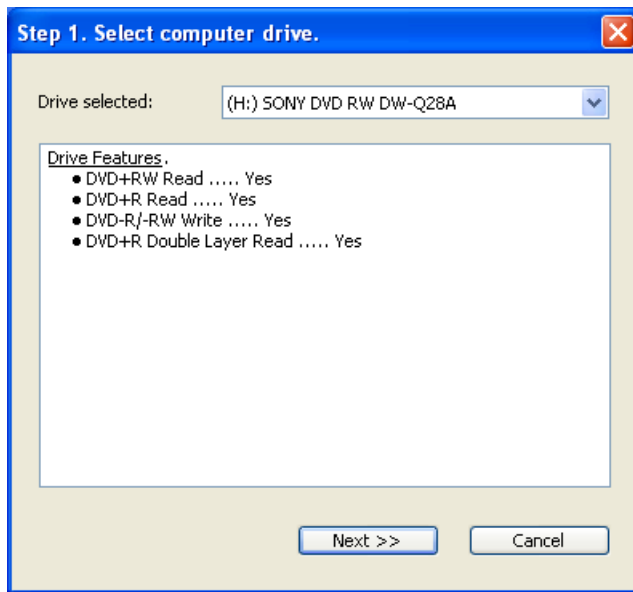 Step 1. Select computer drive.
Drive selected: (H:) SONY DVD RW DW-Q28A
Drive Features.
● DVD+RW Read ..... Yes
● DVD+R Read ..... Yes
● DVD-R/-RW Write ..... Yes
● DVD+R Double Layer Read ..... Yes
Next >> Cancel